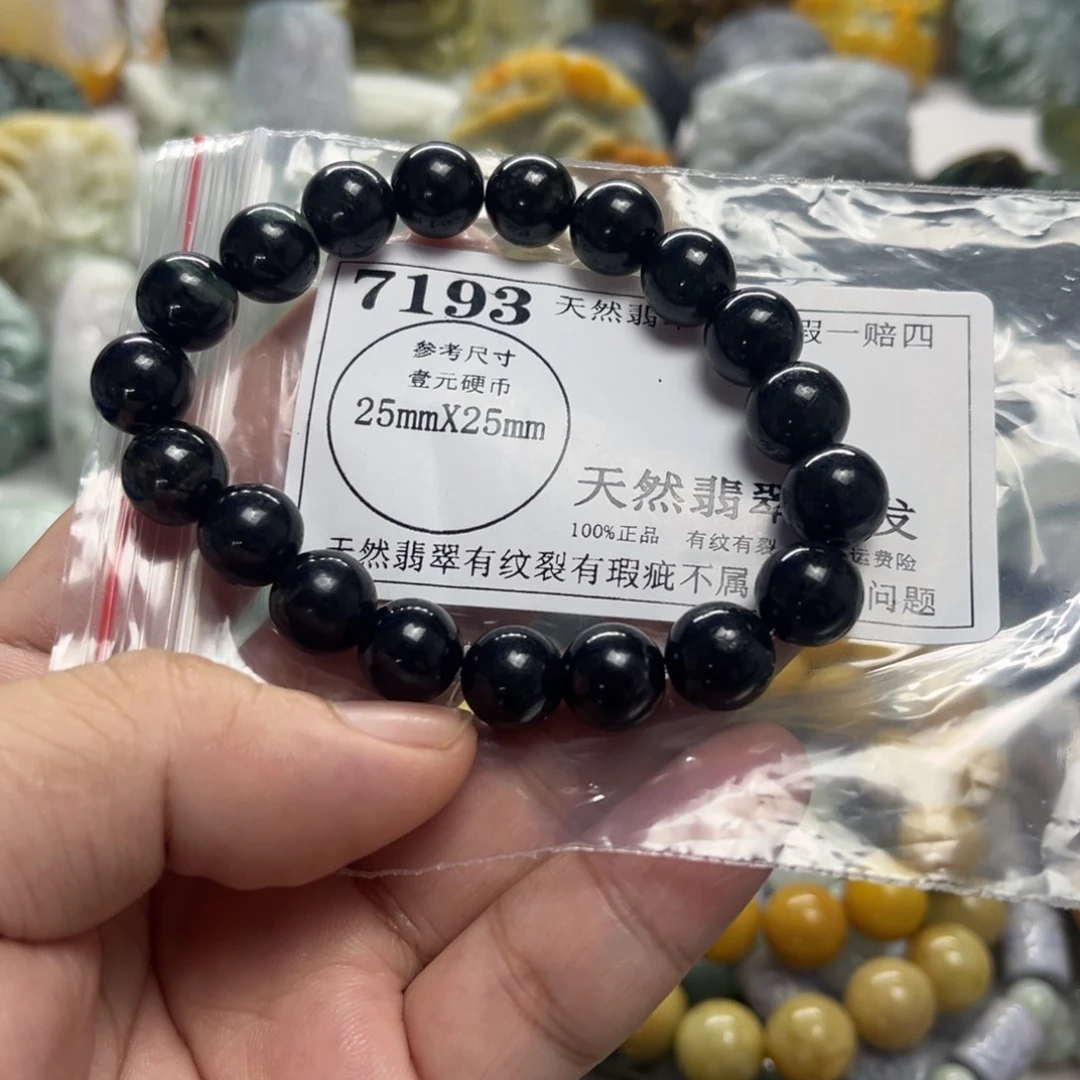 7193 天然翡 假一赔四
参考尺寸
壹元硬币
25mmX25mm
天然翡翠 发
100%正品 有纹有裂 运费险
天然翡翠有纹裂有瑕疵不属 问题